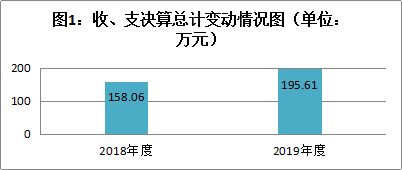 图1：收、支决算总计变动情况图（单位：
万元）
200
195.61
158.06
100
0
2018年度
2019年度